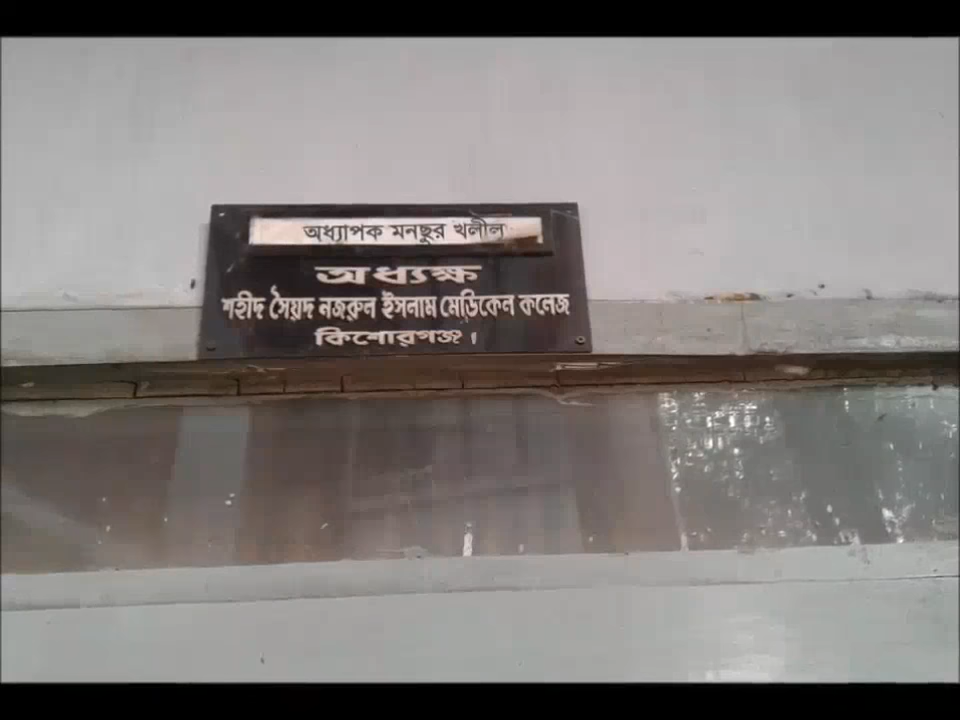 অধ্যাপক মনছুর খলীল
অধ্যক্ষ
শহীদ সৈয়দ নজরুল ইসলাম মেডিকেল কলেজ
কিশোরগঞ্জ।